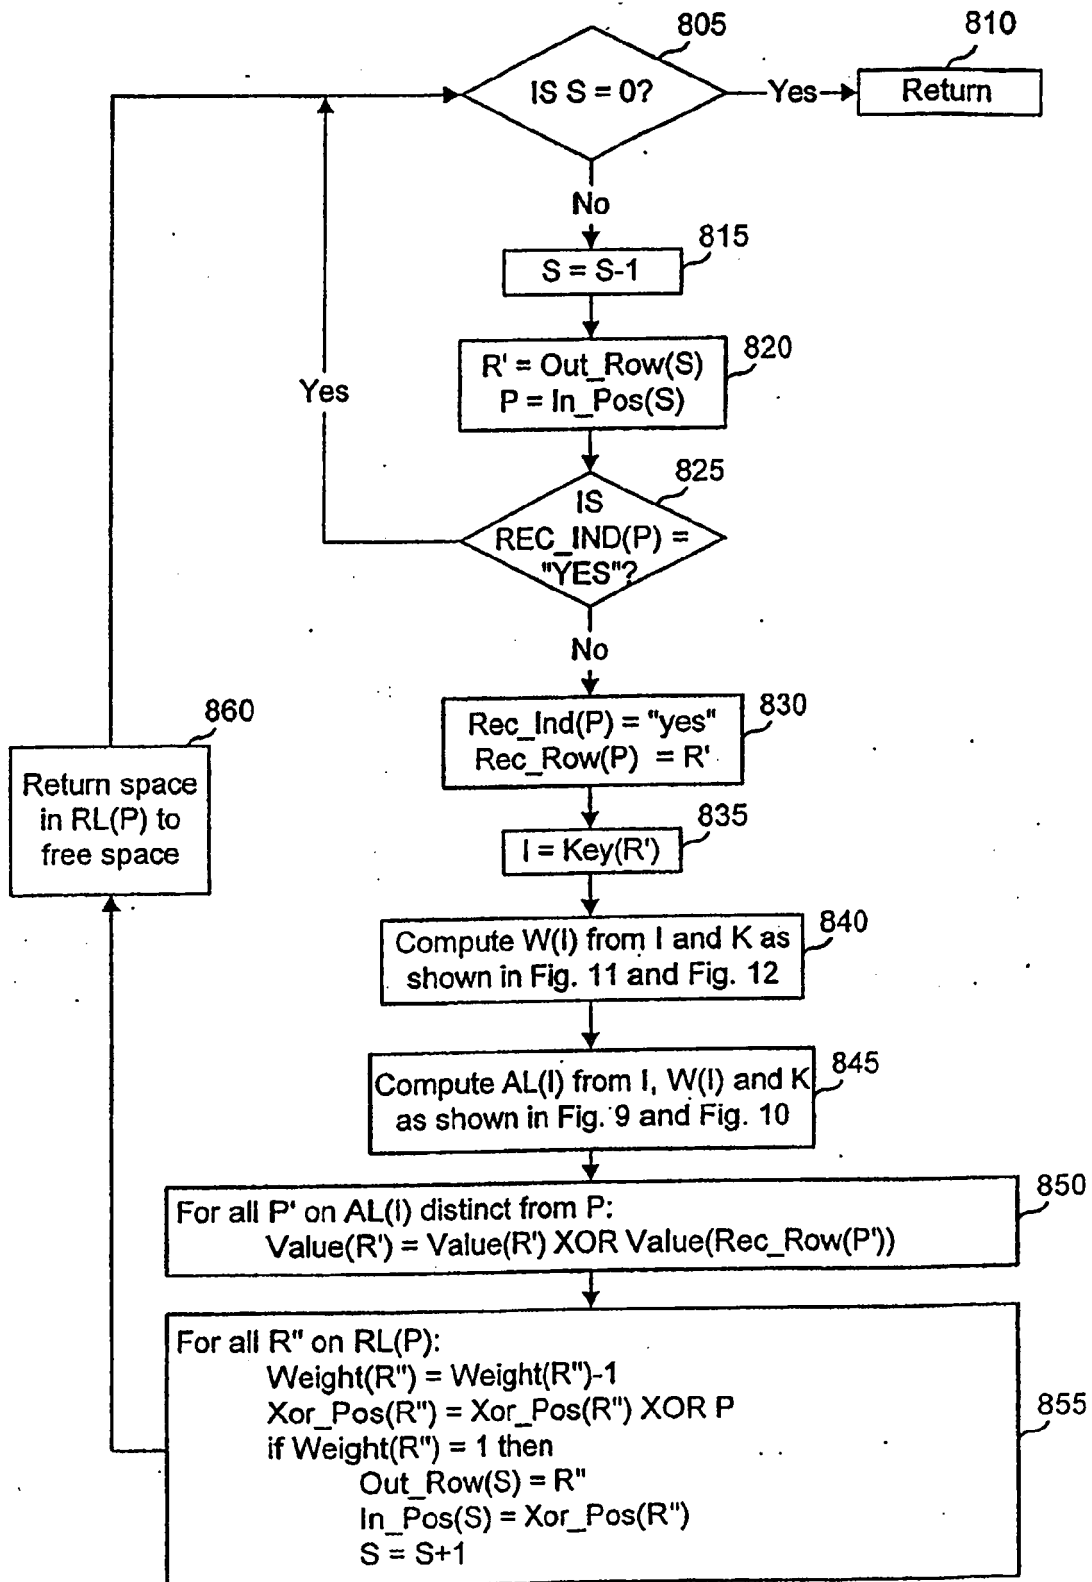 805
IS S = 0?
Yes
810
Return
No
815
S = S-1
820
R' = Out_Row(S)
P = In_Pos(S)
Yes
825
IS
REC_IND(P) =
"YES"?
No
830
Rec_Ind(P) = "yes"
Rec_Row(P) = R'
835
I = Key(R')
860
Return space
in RL(P) to
free space
840
Compute W(I) from I and K as
shown in Fig. 11 and Fig. 12
845
Compute AL(I) from I, W(I) and K
as shown in Fig. 9 and Fig. 10
850
For all P' on AL(I) distinct from P:
Value(R') = Value(R') XOR Value(Rec_Row(P'))
855
For all R" on RL(P):
Weight(R") = Weight(R")-1
Xor_Pos(R") = Xor_Pos(R") XOR P
if Weight(R") = 1 then
Out_Row(S) = R"
In_Pos(S) = Xor_Pos(R")
S = S+1